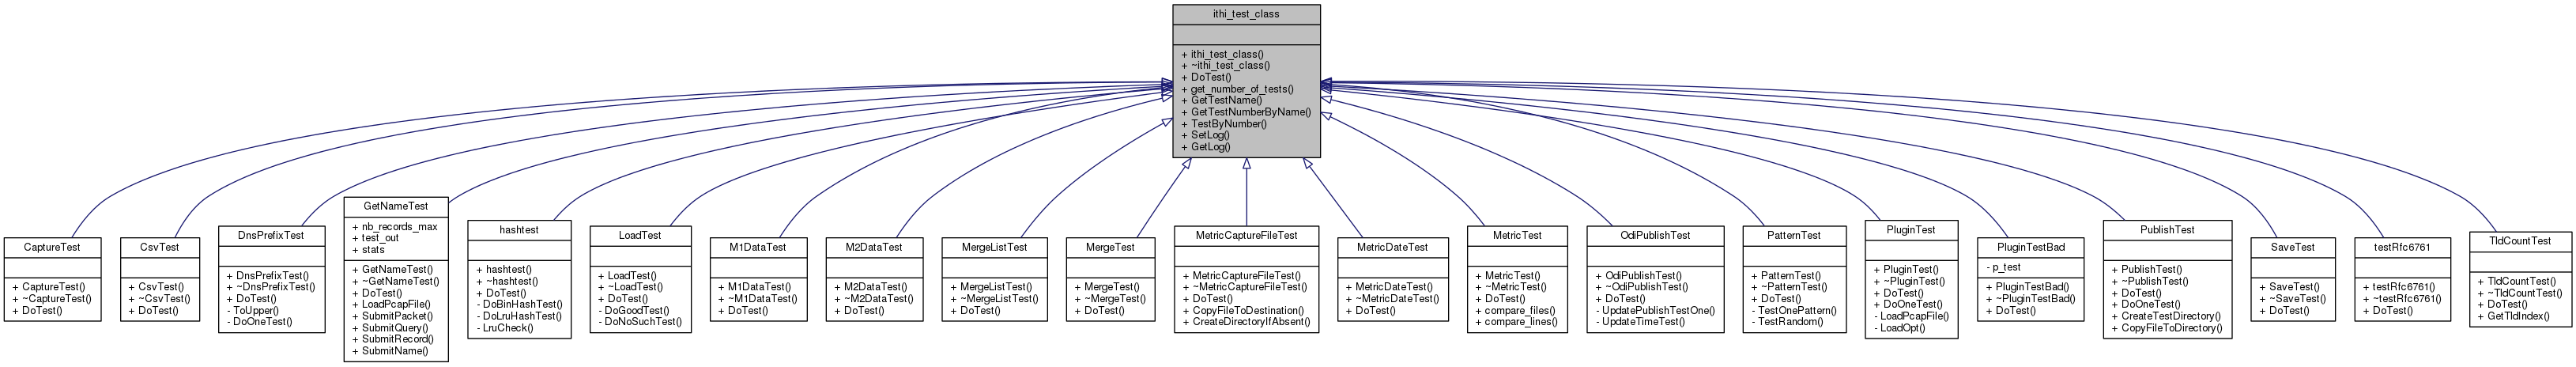 ithi_test_class
+ ithi_test_class()
+ ~ithi_test_class()
+ DoTest()
+ get_number_of_tests()
+ GetTestName()
+ GetTestNumberByName()
+ TestByNumber()
+ SetLog()
+ GetLog()
CaptureTest
+ CaptureTest()
+ ~CaptureTest()
+ DoTest()
CsvTest
+ CsvTest()
+ ~CsvTest()
+ DoTest()
DnsPrefixTest
+ DnsPrefixTest()
+ ~DnsPrefixTest()
+ DoTest()
- ToUpper()
- DoOneTest()
GetNameTest
+ nb_records_max
+ test_out
+ stats
+ GetNameTest()
+ ~GetNameTest()
+ DoTest()
+ LoadPcapFile()
+ SubmitPacket()
+ SubmitQuery()
+ SubmitRecord()
+ SubmitName()
hashtest
+ hashtest()
+ ~hashtest()
+ DoTest()
- DoBinHashTest()
- DoLruHashTest()
- LruCheck()
LoadTest
+ LoadTest()
+ ~LoadTest()
+ DoTest()
- DoGoodTest()
- DoNoSuchTest()
M1DataTest
+ M1DataTest()
+ ~M1DataTest()
+ DoTest()
M2DataTest
+ M2DataTest()
+ ~M2DataTest()
+ DoTest()
MergeListTest
+ MergeListTest()
+ ~MergeListTest()
+ DoTest()
MergeTest
+ MergeTest()
+ ~MergeTest()
+ DoTest()
MetricCaptureFileTest
+ MetricCaptureFileTest()
+ ~MetricCaptureFileTest()
+ DoTest()
+ CopyFileToDestination()
+ CreateDirectoryIfAbsent()
MetricDateTest
+ MetricDateTest()
+ ~MetricDateTest()
+ DoTest()
MetricTest
+ MetricTest()
+ ~MetricTest()
+ DoTest()
+ compare_files()
+ compare_lines()
OdiPublishTest
+ OdiPublishTest()
+ ~OdiPublishTest()
+ DoTest()
- UpdatePublishTestOne()
- UpdateTimeTest()
PatternTest
+ PatternTest()
+ ~PatternTest()
+ DoTest()
- TestOnePattern()
- TestRandom()
PluginTest
+ PluginTest()
+ ~PluginTest()
+ DoTest()
+ DoOneTest()
- LoadPcapFile()
- LoadOpt()
PluginTestBad
- p_test
+ PluginTestBad()
+ ~PluginTestBad()
+ DoTest()
PublishTest
+ PublishTest()
+ ~PublishTest()
+ DoTest()
+ DoOneTest()
+ CreateTestDirectory()
+ CopyFileToDirectory()
SaveTest
+ SaveTest()
+ ~SaveTest()
+ DoTest()
testRfc6761
+ testRfc6761()
+ ~testRfc6761()
+ DoTest()
TldCountTest
+ TldCountTest()
+ ~TldCountTest()
+ DoTest()
+ GetTldIndex()